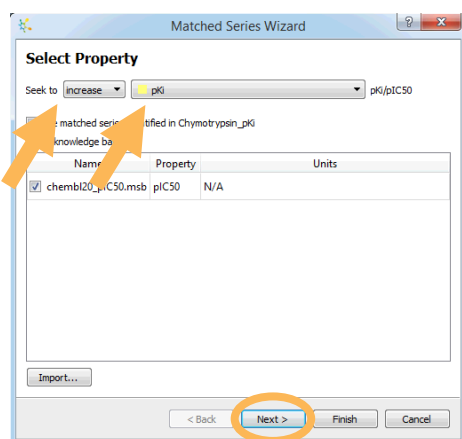 Matched Series Wizard
Select Property
Seek to increase pKi pKi/pIC50
matched series identified in Chymotrypsin_pKi
knowledge ba
Name Property Units
chembl20_pIC50.msb pIC50 N/A
Import...
< Back Next > Finish Cancel